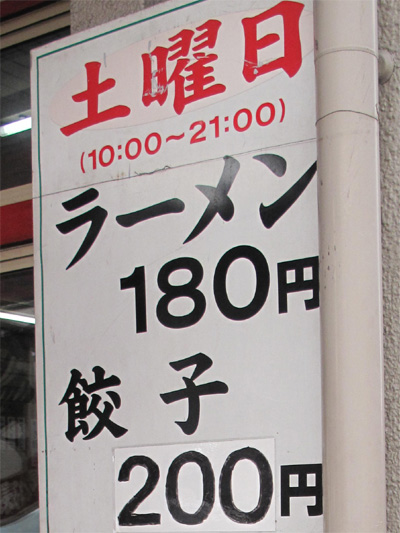 土曜日
(10:00～21:00)
ラーメン
180円
餃子
200円